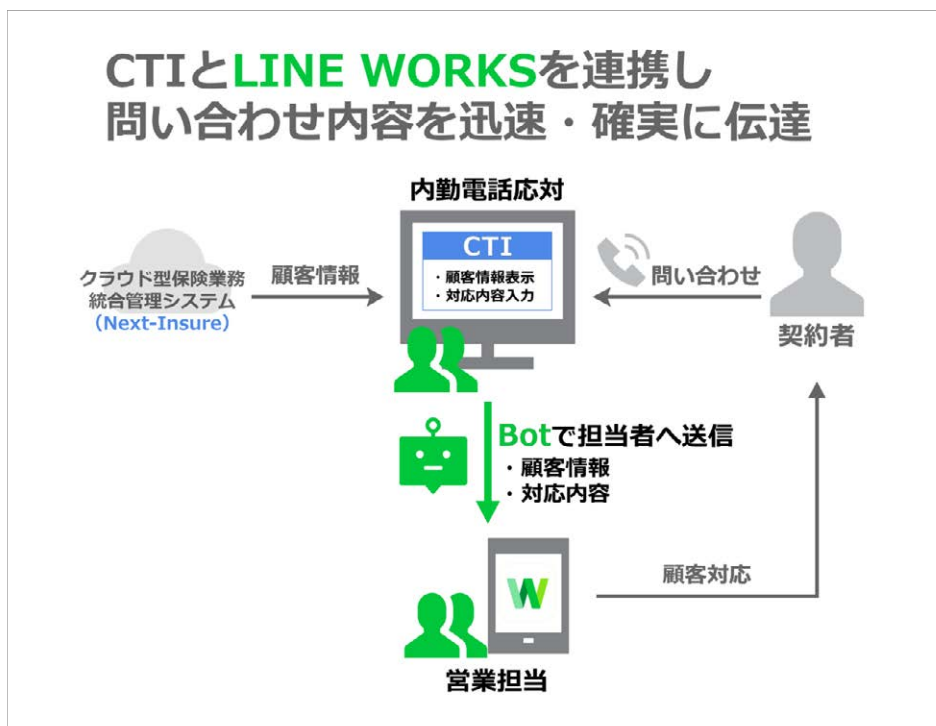 CTIとLINE WORKSを連携し
問い合わせ内容を迅速・確実に伝達
内勤電話応対
CTI
・顧客情報表示
・対応内容入力
クラウド型保険業務
統合管理システム
（Next-Insure）
顧客情報
問い合わせ
契約者
Botで担当者へ送信
・顧客情報
・対応内容
W
顧客対応
営業担当